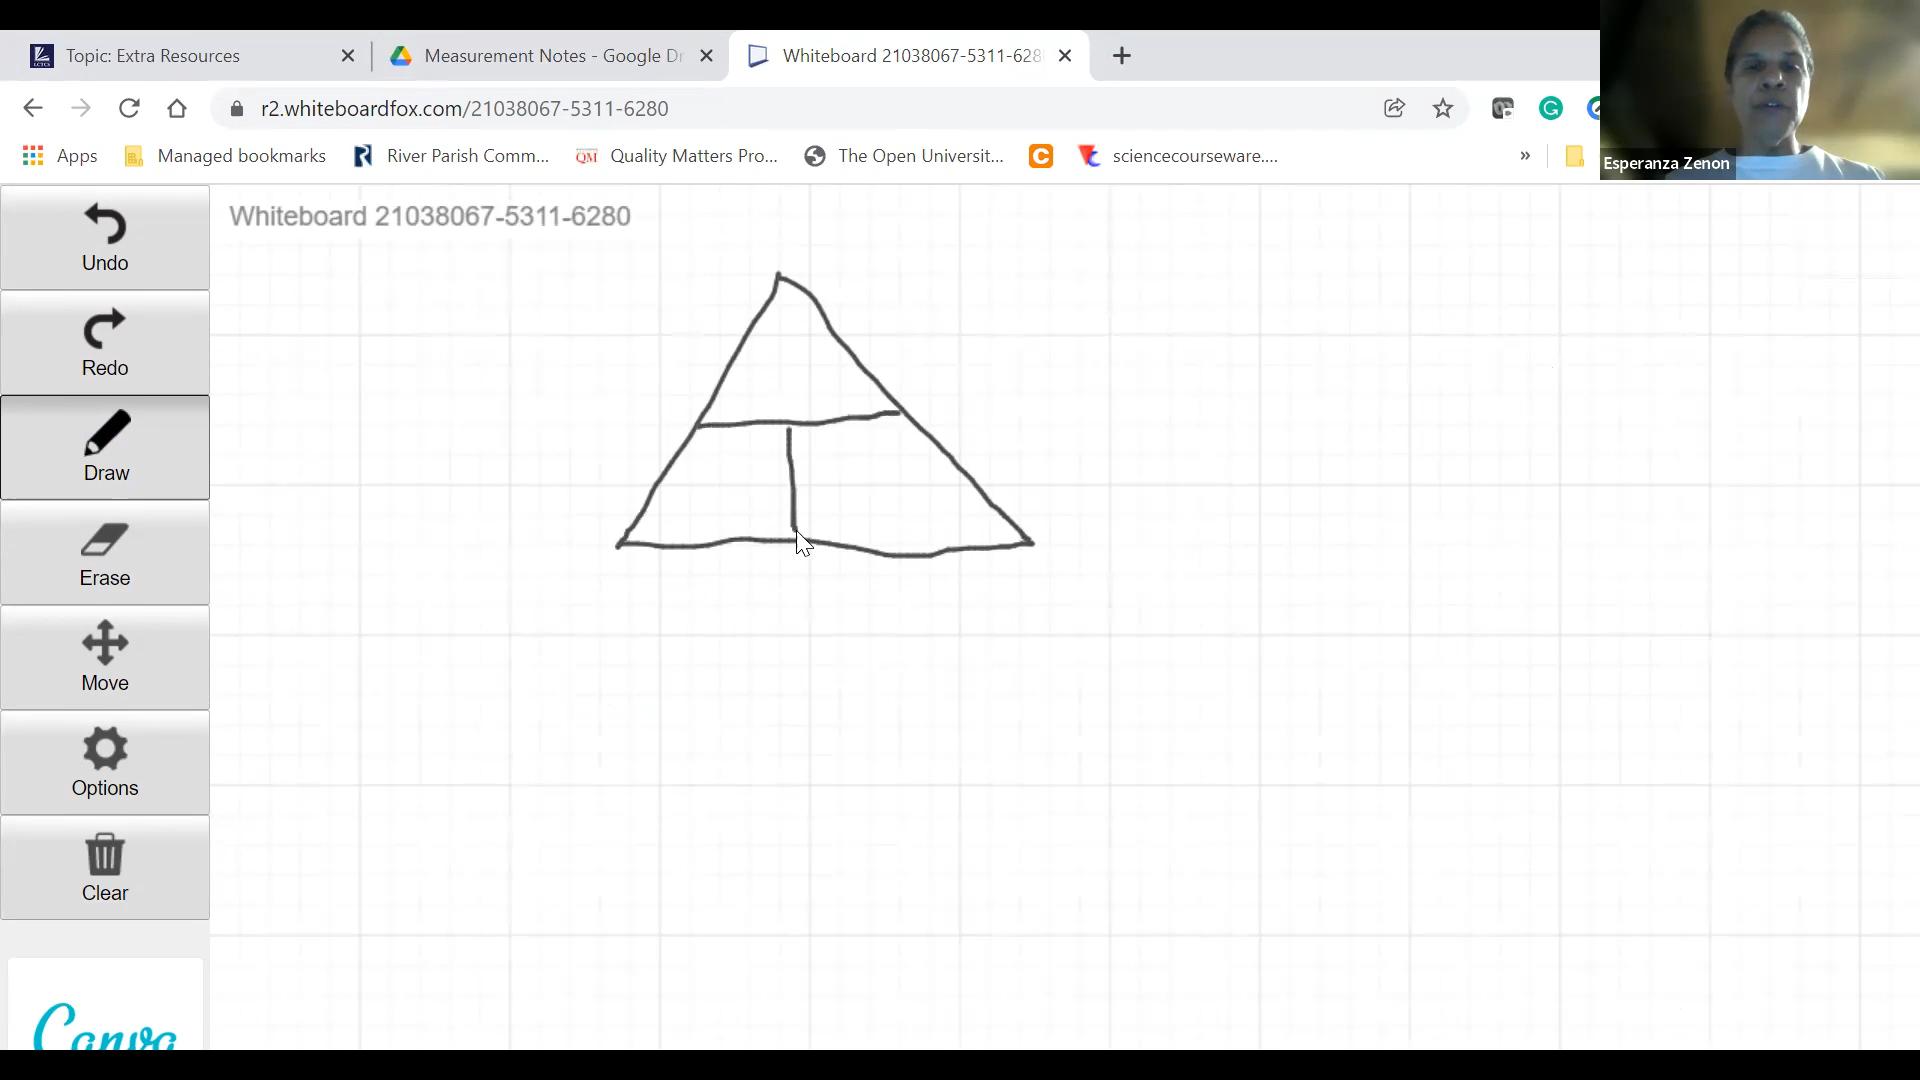 Topic: Extra Resources
Measurement Notes - Google Dr
Whiteboard 21038067-5311-628
r2.whiteboardfox.com/21038067-5311-6280
Apps
Managed bookmarks
River Parish Comm...
QM
Quality Matters Pro...
The Open Universit...
sciencecourseware....
»
Esperanza Zenon
Whiteboard 21038067-5311-6280
Undo
Redo
Draw
Erase
Move
Options
Clear
Canva